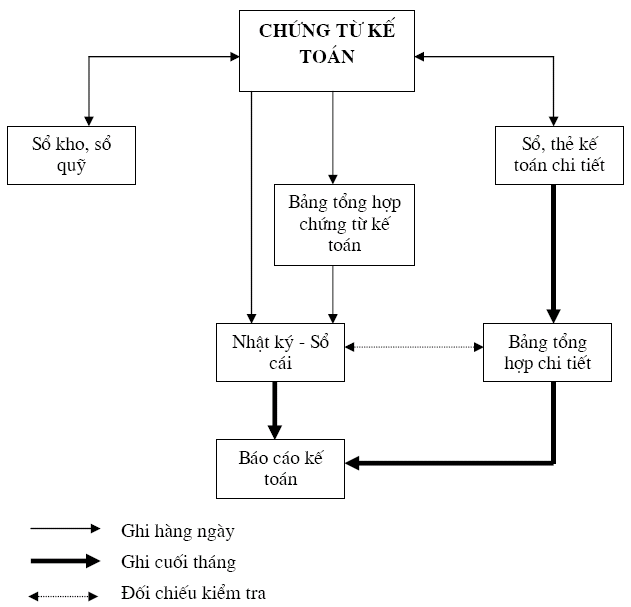 CHỨNG TỪ KẾ
TOÁN
Sổ kho, sổ
quỹ
Sổ, thẻ kế
toán chi tiết
Bảng tổng hợp
chứng từ kế
toán
Nhật ký - Sổ
cái
Bảng tổng
hợp chi tiết
Báo cáo kế
toán
Ghi hàng ngày
Ghi cuối tháng
Đối chiếu kiểm tra